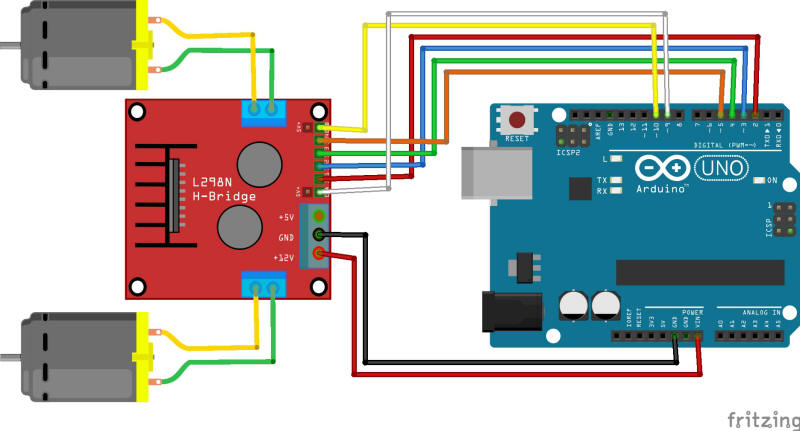 L298N
H-Bridge
5V+
5V+
+5V
GND
+12V
RESET
ICSP2
AREF
GND
13
12
~11
~10
~9
8
7
~6
~5
4
~3
2
TXD▶1
RXD◀0
DIGITAL (PWM~~)
L
TX
RX
Arduino
UNO
ON
1
ICSP
POWER
ANALOG IN
IOREF
RESET
3V3
5V
GND
GND
VIN
A0
A1
A2
A3
A4
A5
fritzing